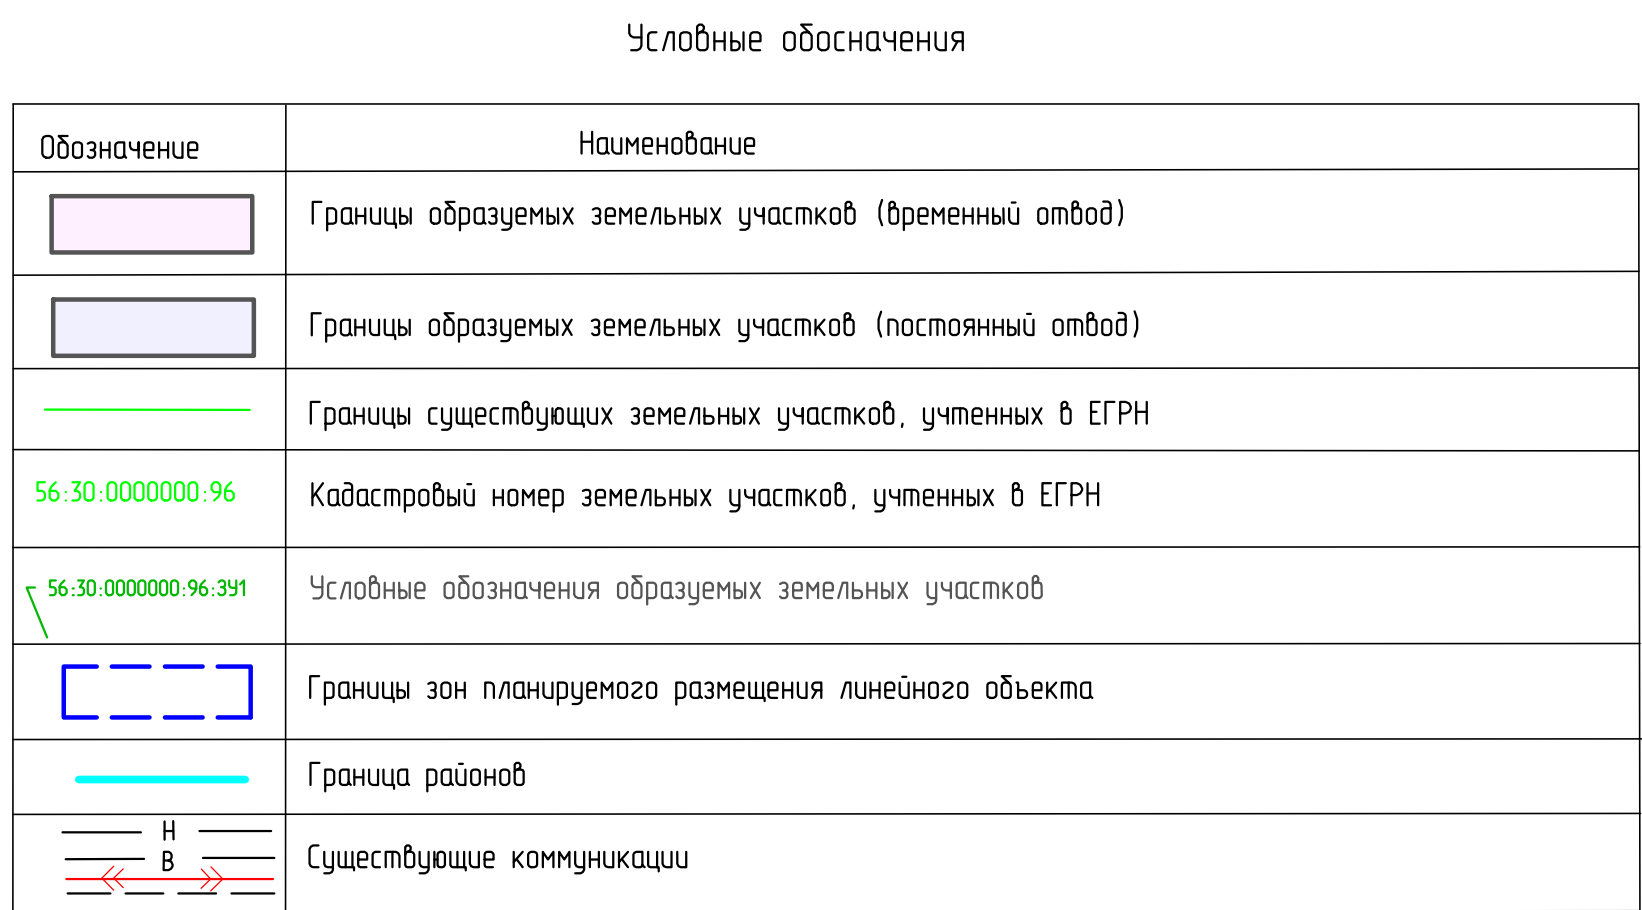 Условные обосначения
Обозначение
Наименование
Границы образуемых земельных участков (временный отвод)
Границы образуемых земельных участков (постоянный отвод)
Границы существующих земельных участков, учтенных в ЕГРН
56:30:0000000:96
Кадастровый номер земельных участков, учтенных в ЕГРН
56:30:0000000:96:ЗУ1
Условные обозначения образуемых земельных участков
Границы зон планируемого размещения линейного объекта
Граница районов
Н
В
Существующие коммуникации